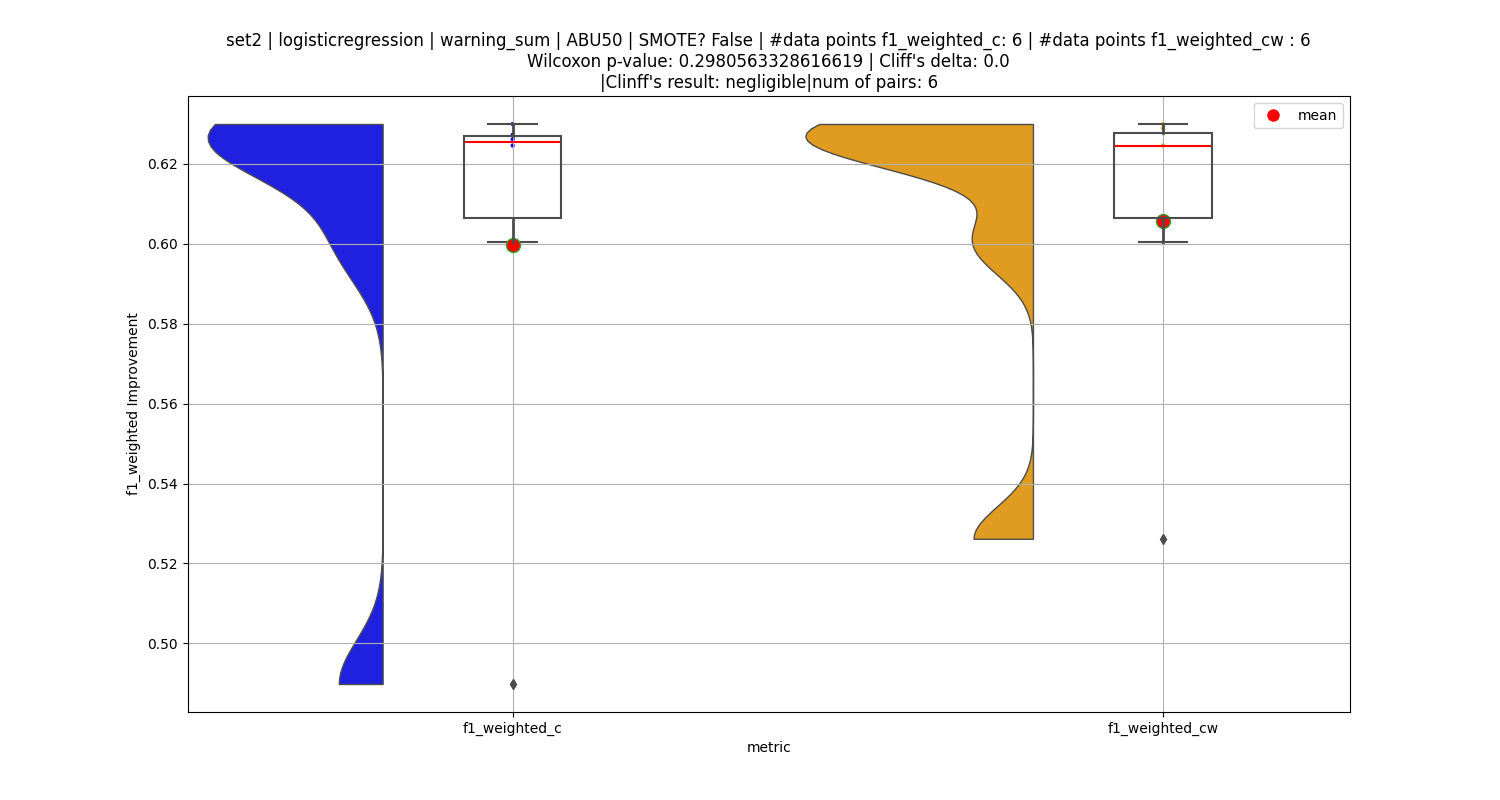 set2 | logisticregression | warning_sum | ABU50 | SMOTE? False | #data points f1_weighted_c: 6 | #data points f1_weighted_cw : 6
Wilcoxon p-value: 0.2980563328616619 | Cliff's delta: 0.0
|Clinff's result: negligible|num of pairs: 6
mean
0.62
0.60
0.58
0.56
0.54
0.52
0.50
f1_weighted Improvement
f1_weighted_c
f1_weighted_cw
metric